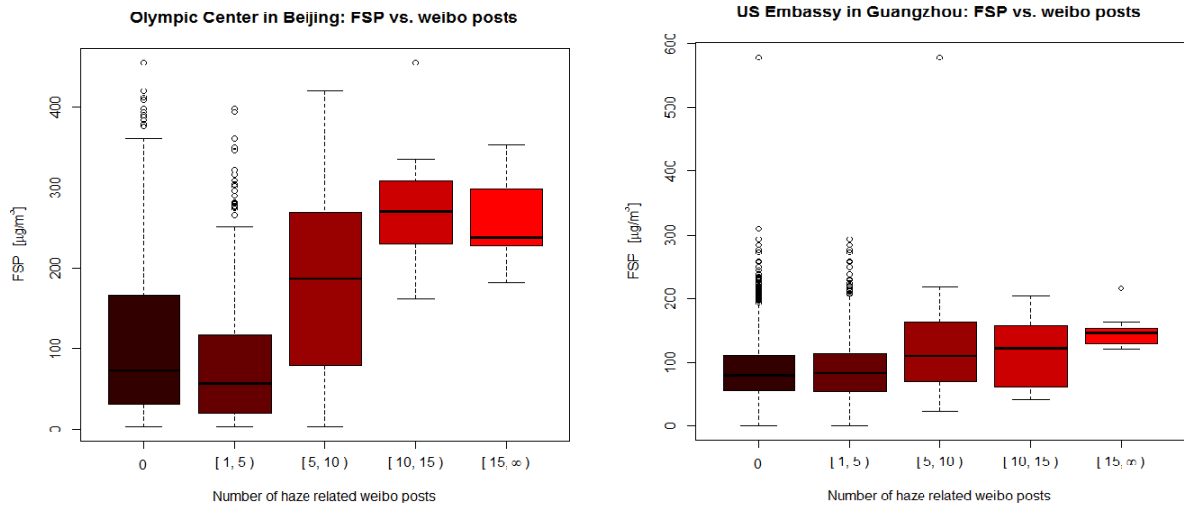 Olympic Center in Beijing: FSP vs. weibo posts
FSP [µg/m³]
400
300
200
100
0
0
[ 1, 5 )
[ 5, 10 )
[ 10, 15 )
[ 15, ∞ )
Number of haze related weibo posts
US Embassy in Guangzhou: FSP vs. weibo posts
FSP [µg/m³]
600
500
400
300
200
100
0
0
[ 1, 5 )
[ 5, 10 )
[ 10, 15 )
[ 15, ∞ )
Number of haze related weibo posts